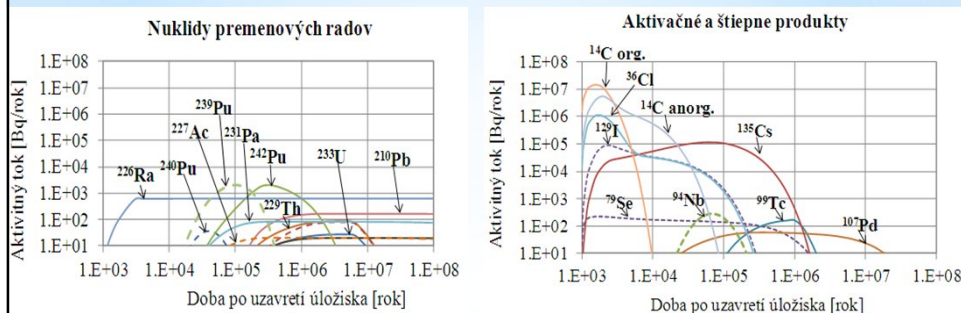 Nuklidy premenových radov
Aktivitný tok [Bq/rok]
1.E+08
1.E+07
1.E+06
1.E+05
1.E+04
1.E+03
1.E+02
1.E+01
²³⁹Pu
²²⁷Ac
²³¹Pa
²⁴⁰Pu
²⁴²Pu
²³³U
²¹⁰Pb
²²⁶Ra
²²⁹Th
1.E+03 1.E+04 1.E+05 1.E+06 1.E+07 1.E+08
Doba po uzavretí úložiska [rok]
Aktivačné a štiepne produkty
Aktivitný tok [Bq/rok]
1.E+08
1.E+07
1.E+06
1.E+05
1.E+04
1.E+03
1.E+02
1.E+01
¹⁴C org.
³⁶Cl
¹⁴C anorg.
¹²⁹I
¹³⁵Cs
⁷⁹Se
⁹⁴Nb
⁹⁹Tc
¹⁰⁷Pd
1.E+03 1.E+04 1.E+05 1.E+06 1.E+07 1.E+08
Doba po uzavretí úložiska [rok]